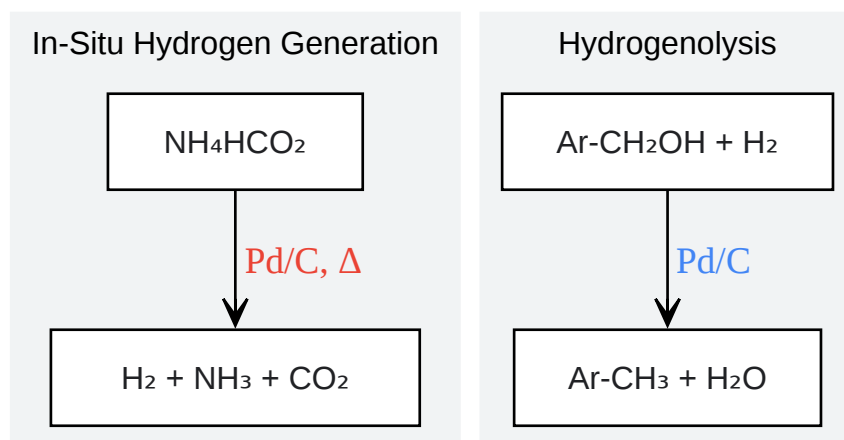 In-Situ Hydrogen Generation
NH₄HCO₂
Pd/C, Δ
H₂ + NH₃ + CO₂
Hydrogenolysis
Ar-CH₂OH + H₂
Pd/C
Ar-CH₃ + H₂O